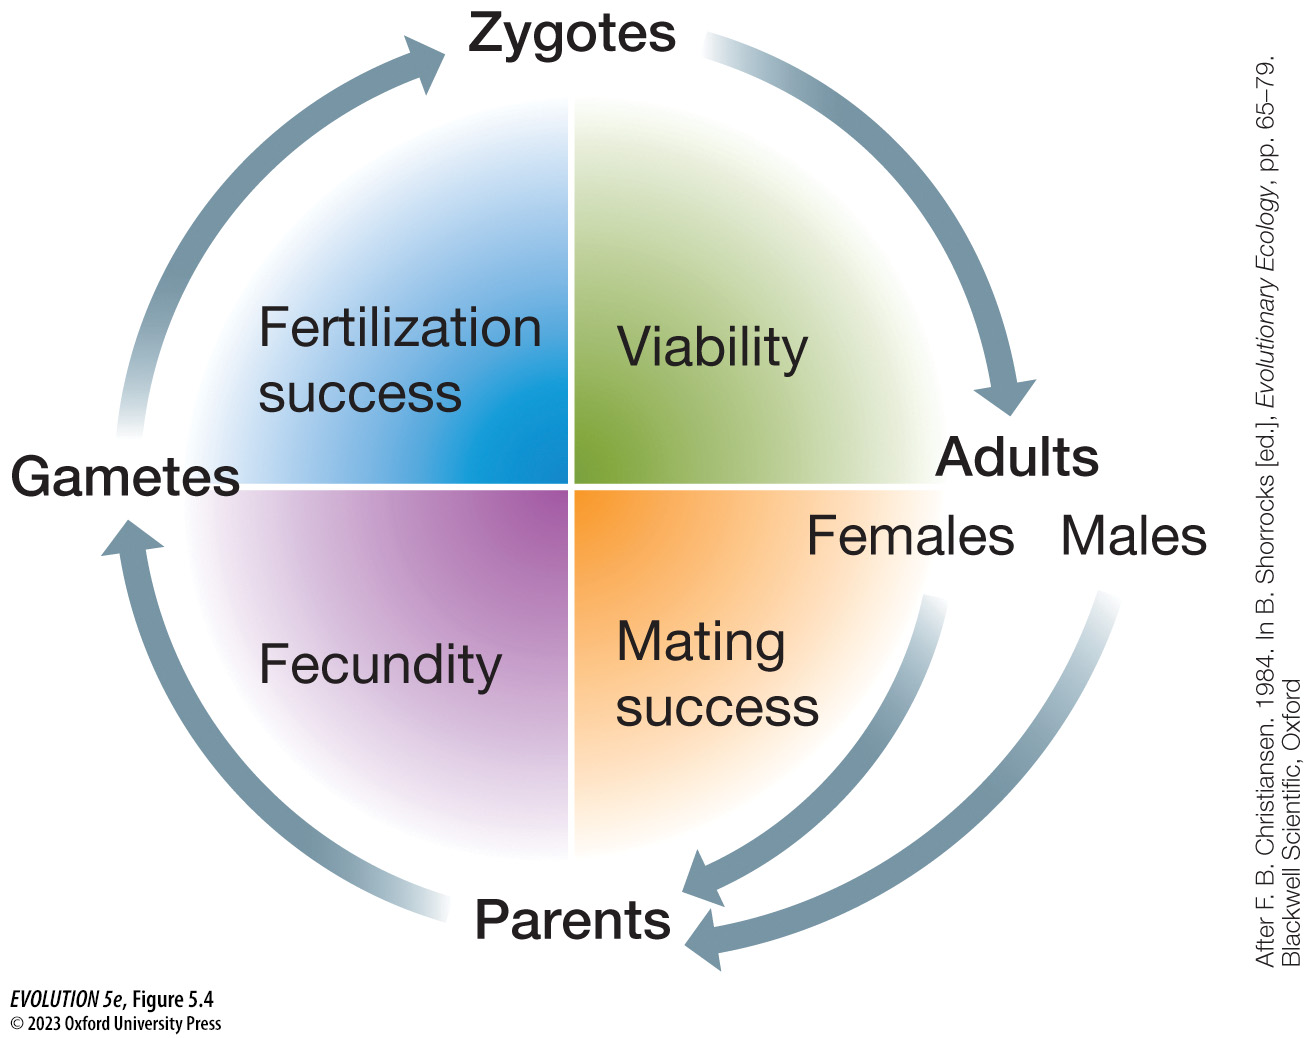 Zygotes
Fertilization
success
Viability
Gametes
Adults
Females Males
Fecundity
Mating
success
Parents
After F. B. Christiansen. 1984. In B. Shorrocks [ed.], Evolutionary Ecology, pp. 65–79.
Blackwell Scientific, Oxford
EVOLUTION 5e, Figure 5.4
© 2023 Oxford University Press